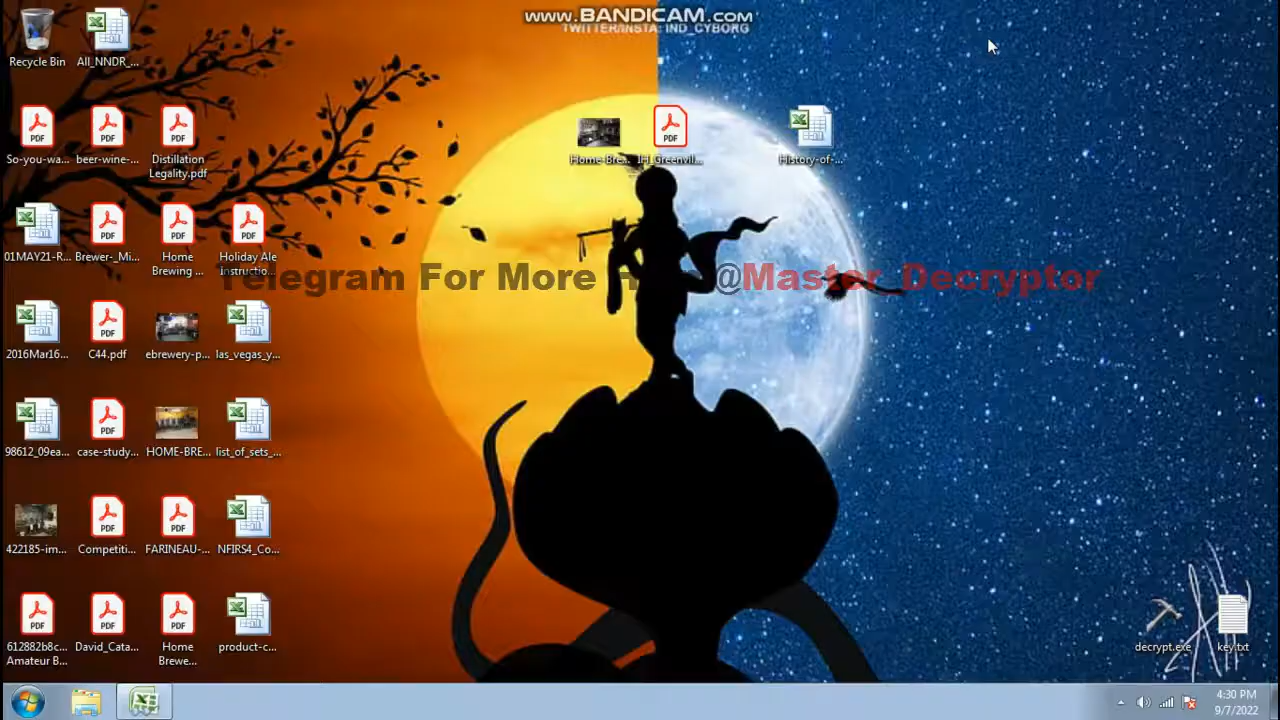 www.BANDICAM.com
TWITTER/INSTA: IND_CYBORG
Recycle Bin
All_NNDR_...
So-you-wa...
beer-wine-...
Distillation
Legality.pdf
Home-Bre...
IH_Greenvil...
History-of-...
01MAY21-R...
Brewer-_Mi...
Home
Brewing ...
Holiday Ale
Instructio...
Telegram For More @Master_Decryptor
2016Mar16...
C44.pdf
ebrewery-p...
las_vegas_y...
98612_09ea...
case-study...
HOME-BRE...
list_of_sets_...
422185-im...
Competiti...
FARINEAU-...
NFIRS4_Co...
612882b8c...
Amateur B...
David_Cata...
Home
Brewe...
product-c...
decrypt.exe
key.txt
4:30 PM
9/7/2022